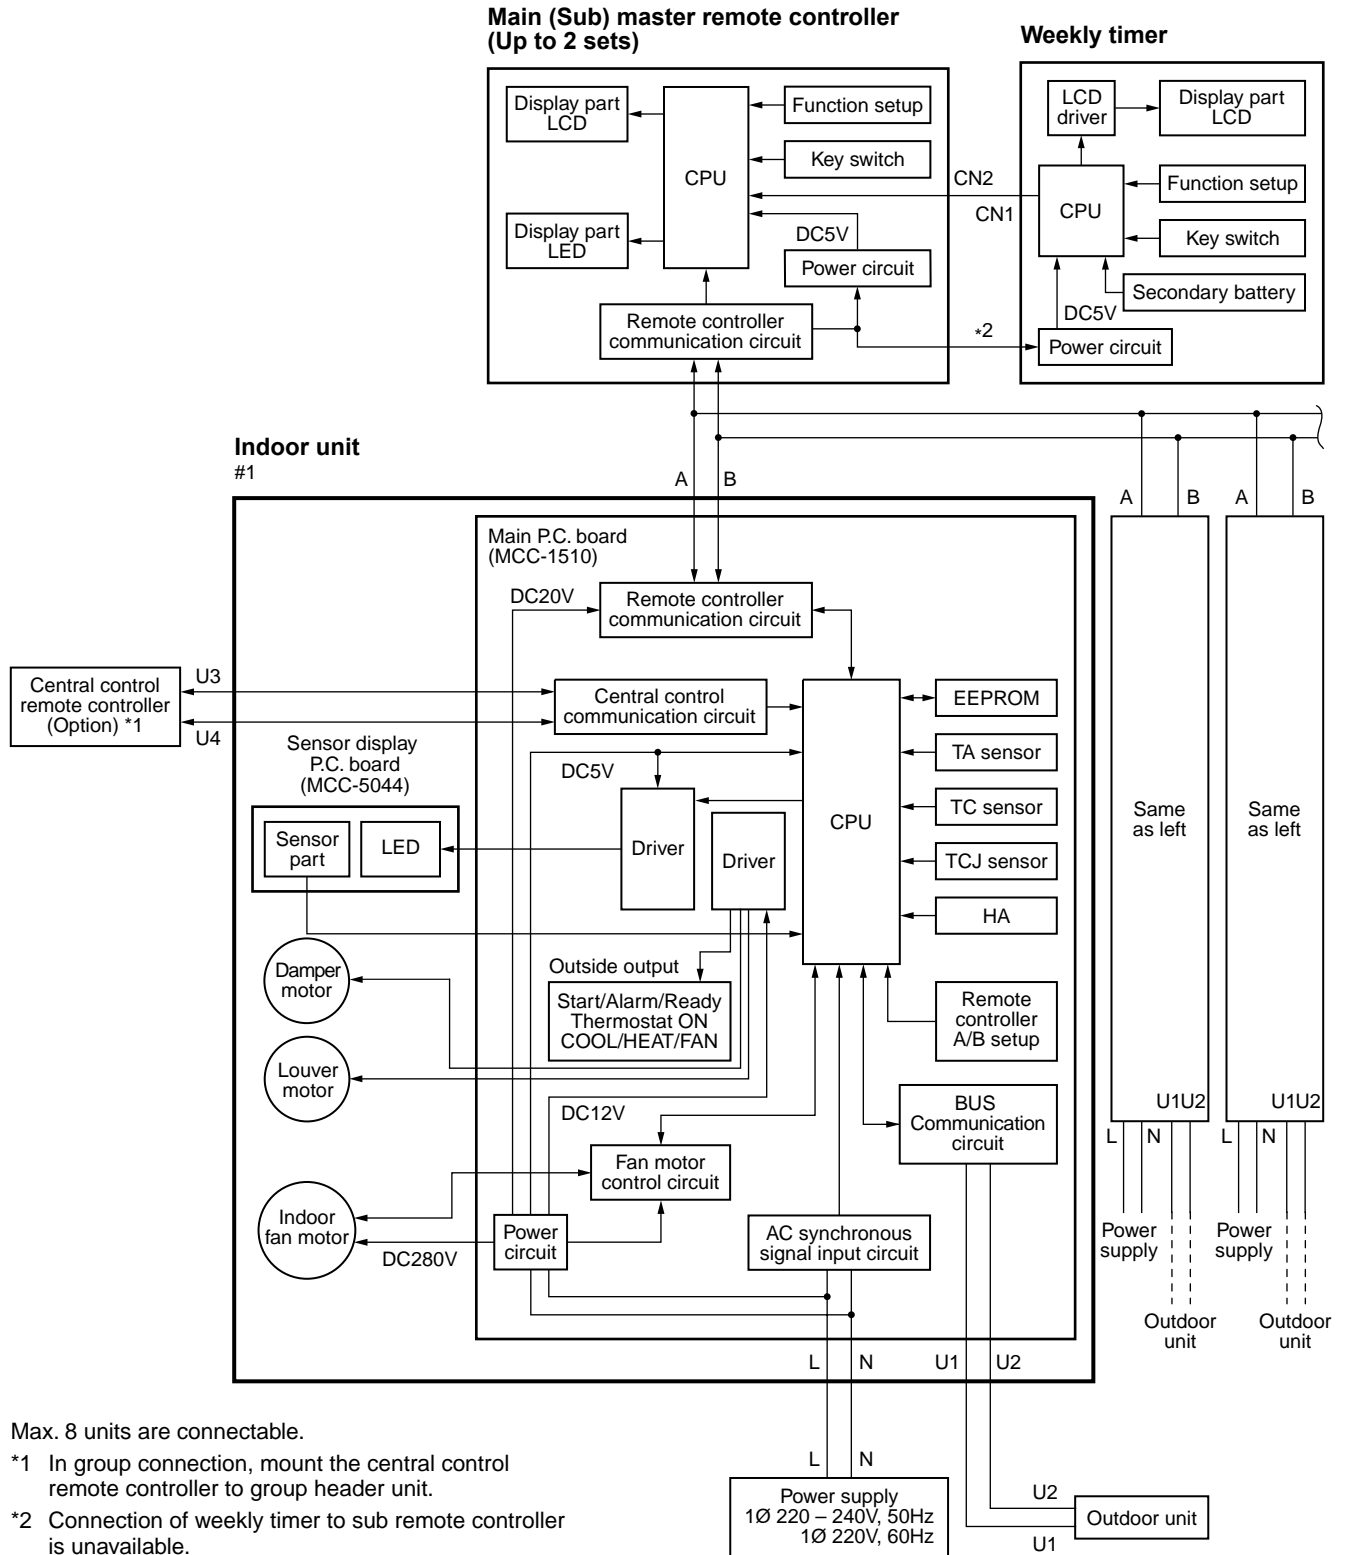 Main (Sub) master remote controller
(Up to 2 sets)
Weekly timer
Display part
LCD
CPU
Function setup
Key switch
Display part
LED
DC5V
Power circuit
Remote controller
communication circuit
CN2
CN1
*2
LCD
driver
Display part
LCD
CPU
Function setup
Key switch
Secondary battery
DC5V
Power circuit
Indoor unit
#1
A
B
A
B
A
B
Main P.C. board
(MCC-1510)
DC20V
Remote controller
communication circuit
Central control
remote controller
(Option) *1
U3
U4
Central control
communication circuit
Sensor display
P.C. board
(MCC-5044)
Sensor
part
LED
DC5V
Driver
Driver
CPU
EEPROM
TA sensor
TC sensor
TCJ sensor
HA
Same
as left
Same
as left
Damper
motor
Outside output
Start/Alarm/Ready
Thermostat ON
COOL/HEAT/FAN
Remote
controller
A/B setup
Louver
motor
DC12V
BUS
Communication
circuit
U1U2
U1U2
L
N
L
N
Fan motor
control circuit
Indoor
fan motor
DC280V
Power
circuit
AC synchronous
signal input circuit
Power
supply
Power
supply
Outdoor
unit
Outdoor
unit
L
N
U1
U2
Max. 8 units are connectable.
*1 In group connection, mount the central control
remote controller to group header unit.
*2 Connection of weekly timer to sub remote controller
is unavailable.
L
N
Power supply
1Ø 220 – 240V, 50Hz
1Ø 220V, 60Hz
U2
U1
Outdoor unit